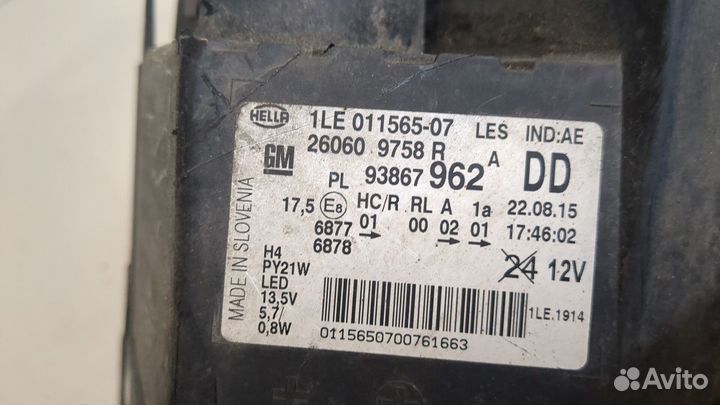 HELLA
1LE 011565-07 LES IND:AE
GM 26060 9758 R A DD
PL 93867 962
17,5 E8 HC/R RL A 1a 22.08.15
6877 01 00 02 01 17:46:02
6878
H4
PY21W
LED
13,5V
5,7/
0,8W
24 12V
1LE.1914
0115650700761663
MADE IN SLOVENIA
Avito